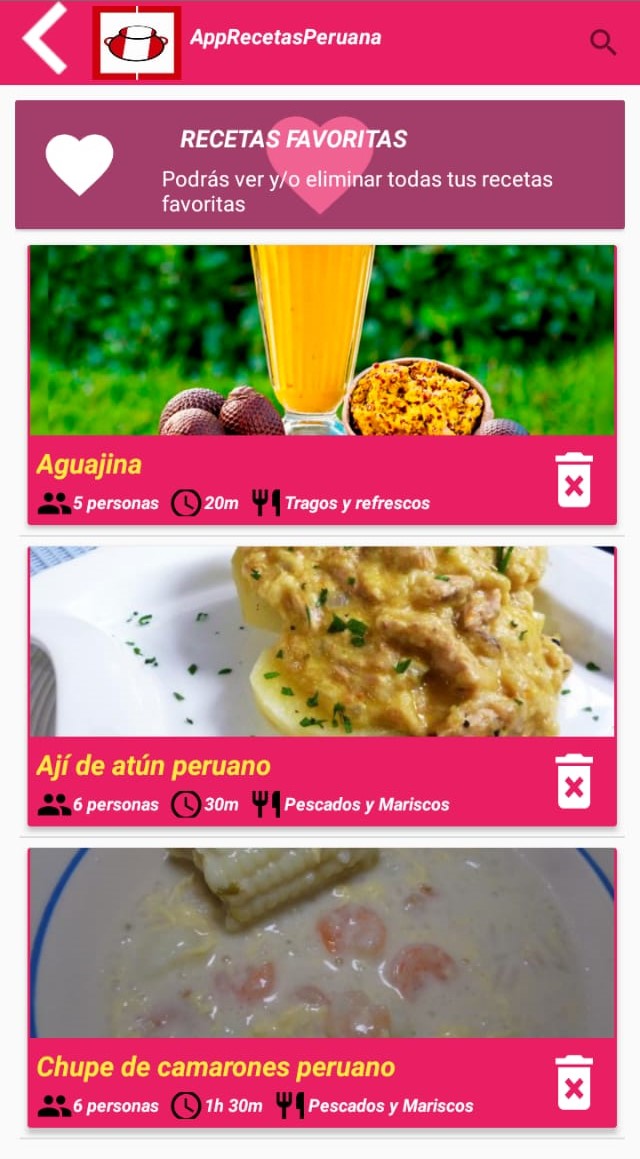 AppRecetasPeruana
RECETAS FAVORITAS
Podrás ver y/o eliminar todas tus recetas
favoritas
Aguajina
5 personas 20m Tragos y refrescos
Ají de atún peruano
6 personas 30m Pescados y Mariscos
Chupe de camarones peruano
6 personas 1h 30m Pescados y Mariscos